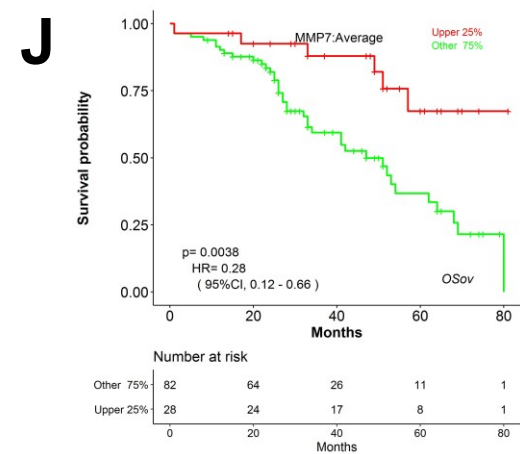 J
MMP7:Average
Upper 25%
Other 75%
Survival probability
1.00
0.75
0.50
0.25
0.00
p= 0.0038
HR= 0.28
( 95%CI, 0.12 - 0.66 )
OSov
0 20 40 60 80
Months
Number at risk
Other 75% 82 64 26 11 1
Upper 25% 28 24 17 8 1
0 20 40 60 80
Months